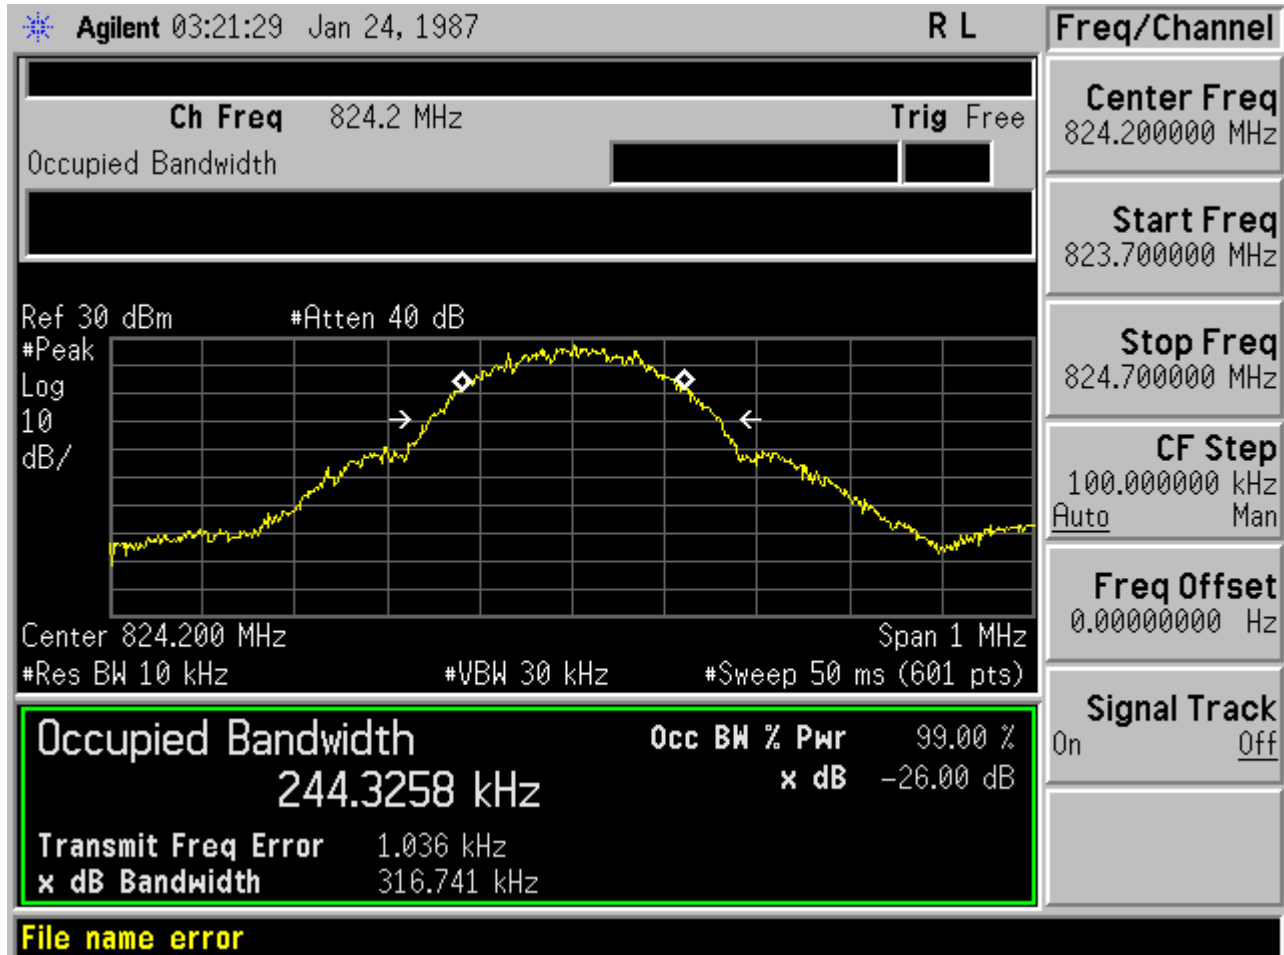 Agilent 03:21:29 Jan 24, 1987 R L
Ch Freq 824.2 MHz Trig Free
Occupied Bandwidth
Ref 30 dBm #Atten 40 dB
#Peak
Log
10
dB/
Center 824.200 MHz Span 1 MHz
#Res BW 10 kHz #VBW 30 kHz #Sweep 50 ms (601 pts)
Occupied Bandwidth Occ BW % Pwr 99.00 %
244.3258 kHz x dB -26.00 dB
Transmit Freq Error 1.036 kHz
x dB Bandwidth 316.741 kHz
File name error
Freq/Channel
Center Freq
824.200000 MHz
Start Freq
823.700000 MHz
Stop Freq
824.700000 MHz
CF Step
100.000000 kHz
Auto Man
Freq Offset
0.00000000 Hz
Signal Track
On Off